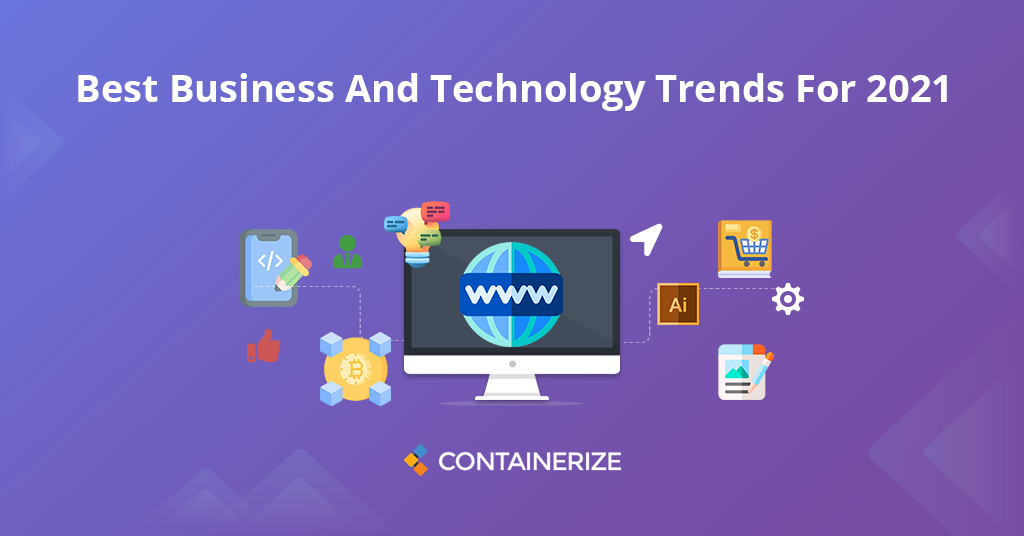 Best Business And Technology Trends For 2021
</>
www
$
Ai
B
CONTAINERIZE